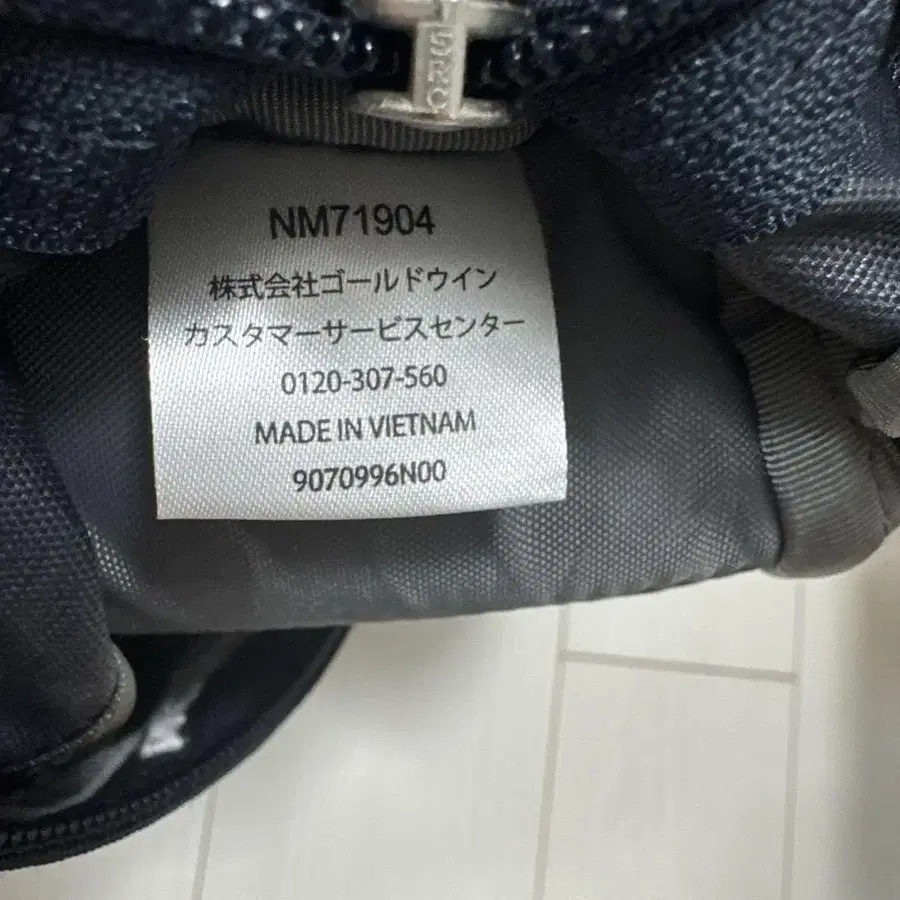 SRC
NM71904
株式会社ゴールドウイン
カスタマーサービスセンター
0120-307-560
MADE IN VIETNAM
9070996N00